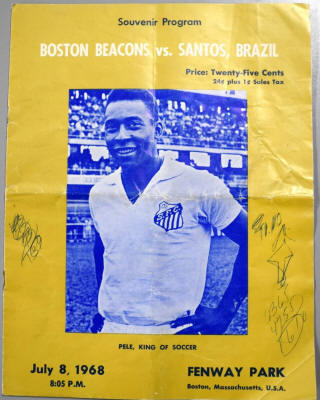 Souvenir Program
BOSTON BEACONS vs. SANTOS, BRAZIL
Price: Twenty-Five Cents
24¢ plus 1¢ Sales Tax
PELE, KING OF SOCCER
July 8, 1968
8:05 P.M.
FENWAY PARK
Boston, Massachusetts, U.S.A.